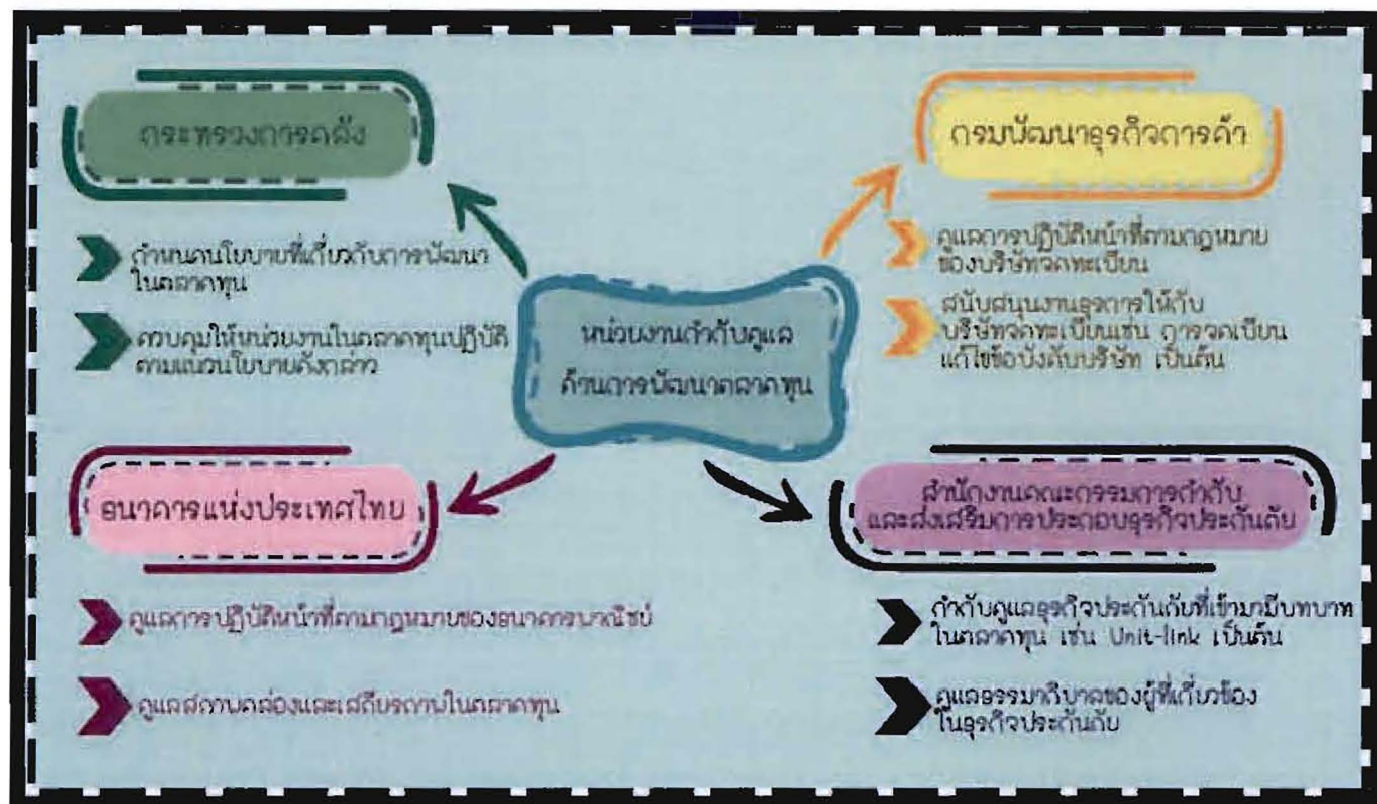 กระทรวงการคลัง
กำหนดนโยบายที่เกี่ยวกับการพัฒนา
ในตลาดทุน
ควบคุมให้หน่วยงานในตลาดทุนปฏิบัติ
ตามแนวนโยบายดังกล่าว
กรมพัฒนาธุรกิจการค้า
ดูแลการปฏิบัติหน้าที่ตามกฎหมาย
ของบริษัทจดทะเบียน
สนับสนุนงานธุรการให้กับ
บริษัทจดทะเบียนเช่น การจดเบียน
แก้ไขข้อบังคับบริษัท เป็นต้น
หน่วยงานกำกับดูแล
ด้านการพัฒนาตลาดทุน
ธนาคารแห่งประเทศไทย
ดูแลการปฏิบัติหน้าที่ตามกฎหมายของธนาคารพาณิชย์
ดูแลสภาพคล่องและเสถียรภาพในตลาดทุน
สำนักงานคณะกรรมการกำกับ
และส่งเสริมการประกอบธุรกิจประกันภัย
กำกับดูแลธุรกิจประกันภัยที่เข้ามามีบทบาท
ในตลาดทุน เช่น Unit-link เป็นต้น
ดูแลธรรมาภิบาลของผู้ที่เกี่ยวข้อง
ในธุรกิจประกันภัย